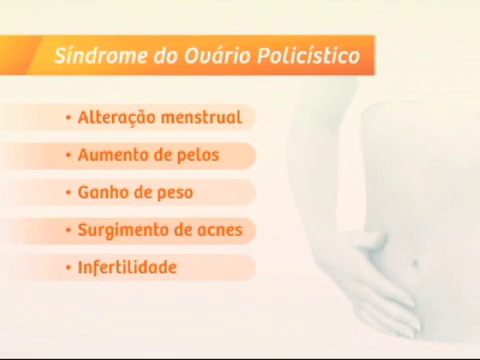 Síndrome do Ovário Policístico
• Alteração menstrual
• Aumento de pelos
• Ganho de peso
• Surgimento de acnes
• Infertilidade